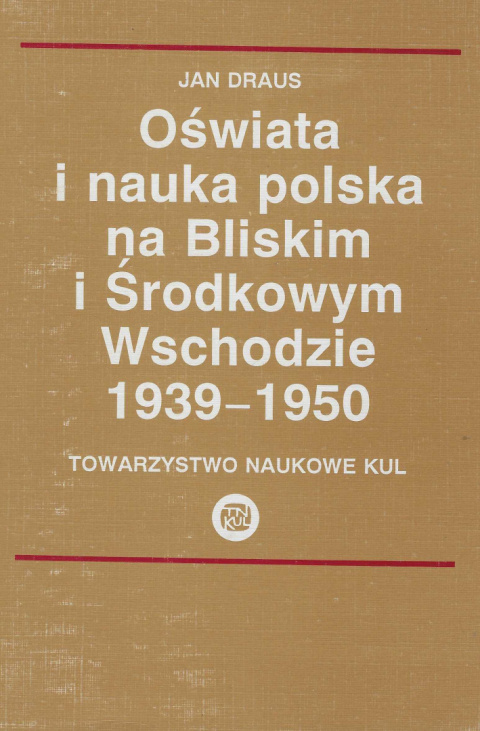 JAN DRAUS
Oświata
i nauka polska
na Bliskim
i Środkowym
Wschodzie
1939–1950
TOWARZYSTWO NAUKOWE KUL
TN
KUL